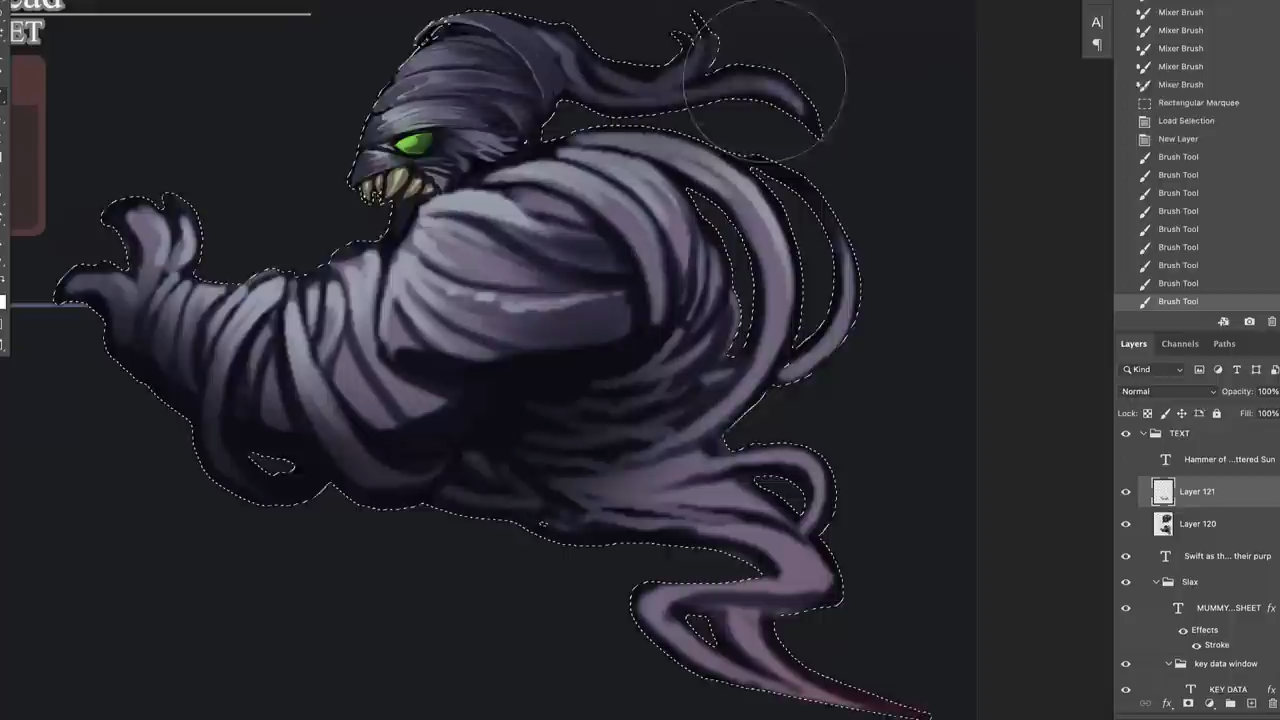 ET
A
¶
Mixer Brush
Mixer Brush
Mixer Brush
Mixer Brush
Mixer Brush
Rectangular Marquee
Load Selection
New Layer
Brush Tool
Brush Tool
Brush Tool
Brush Tool
Brush Tool
Brush Tool
Brush Tool
Brush Tool
Brush Tool
Layers Channels Paths
Kind
Normal Opacity: 100%
Lock: Fill: 100%
TEXT
Hammer of ...ttered Sun
Layer 121
Layer 120
Swift as th... their purp
Slax
MUMMY...SHEET fx
Effects
Stroke
key data window
KEY DATA fx
fx